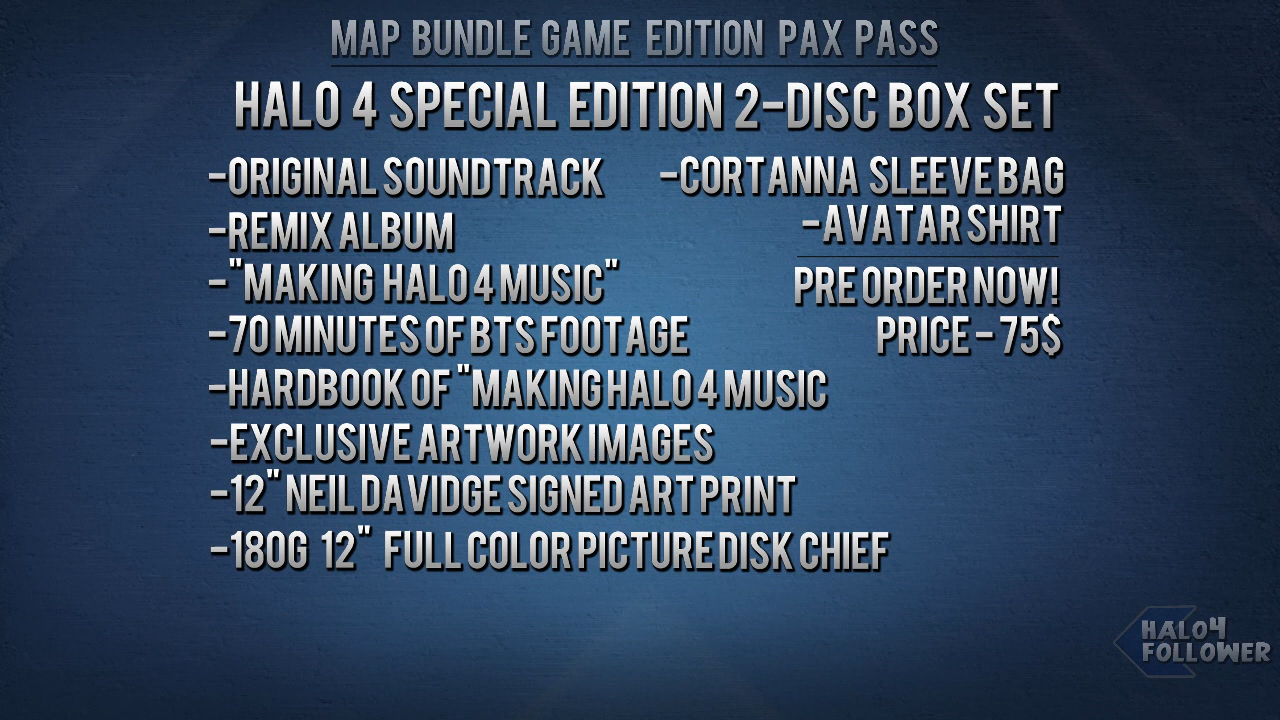 MAP BUNDLE GAME EDITION PAX PASS
HALO 4 SPECIAL EDITION 2-DISC BOX SET
-ORIGINAL SOUNDTRACK
-REMIX ALBUM
-"MAKING HALO 4 MUSIC"
-70 MINUTES OF BTS FOOTAGE
-HARDBOOK OF "MAKING HALO 4 MUSIC
-EXCLUSIVE ARTWORK IMAGES
-12" NEIL DAVIDGE SIGNED ART PRINT
-180G 12" FULL COLOR PICTURE DISK CHIEF
-CORTANNA SLEEVE BAG
-AVATAR SHIRT
PRE ORDER NOW!
PRICE - 75$
HALO4
FOLLOWER